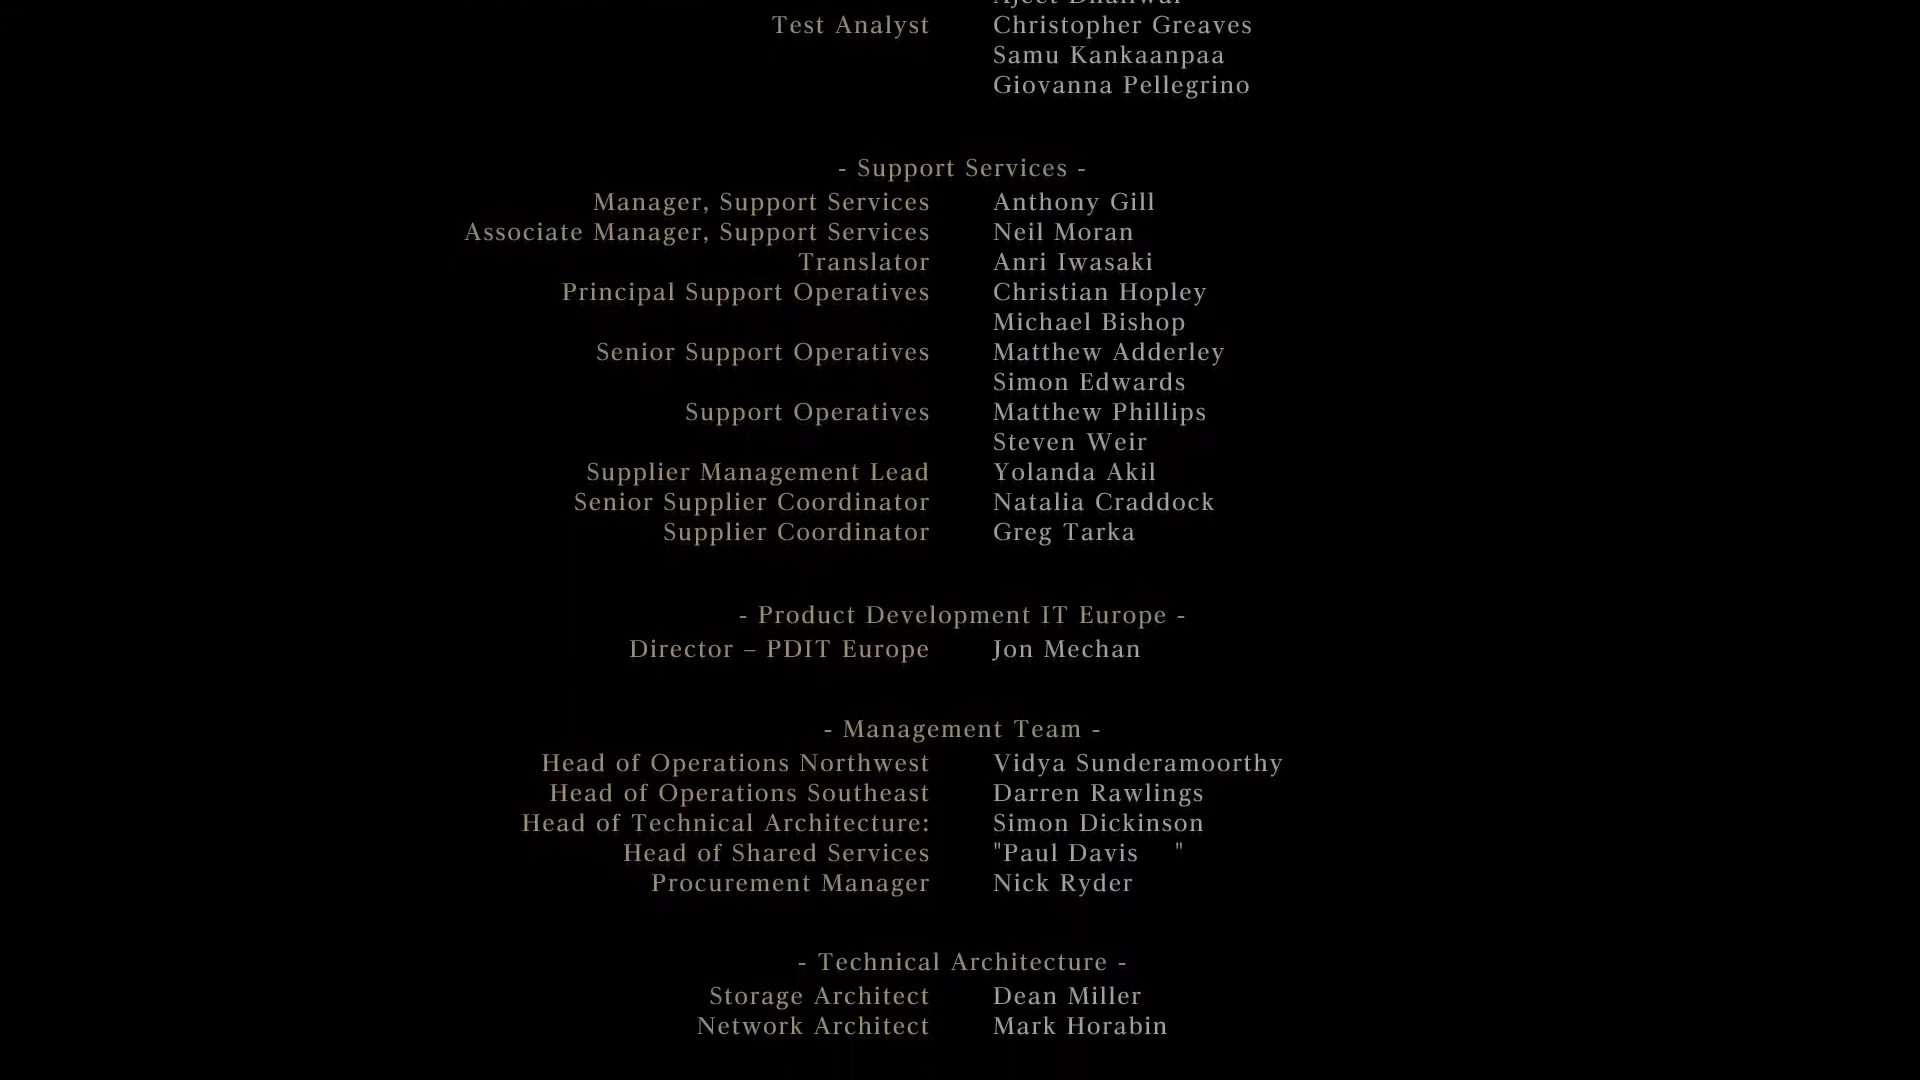 Test Analyst Christopher Greaves
Samu Kankaanpaa
Giovanna Pellegrino
- Support Services -
Manager, Support Services Anthony Gill
Associate Manager, Support Services Neil Moran
Translator Anri Iwasaki
Principal Support Operatives Christian Hopley
Michael Bishop
Senior Support Operatives Matthew Adderley
Simon Edwards
Support Operatives Matthew Phillips
Steven Weir
Supplier Management Lead Yolanda Akil
Senior Supplier Coordinator Natalia Craddock
Supplier Coordinator Greg Tarka
- Product Development IT Europe -
Director – PDIT Europe Jon Mechan
- Management Team -
Head of Operations Northwest Vidya Sunderamoorthy
Head of Operations Southeast Darren Rawlings
Head of Technical Architecture: Simon Dickinson
Head of Shared Services "Paul Davis "
Procurement Manager Nick Ryder
- Technical Architecture -
Storage Architect Dean Miller
Network Architect Mark Horabin